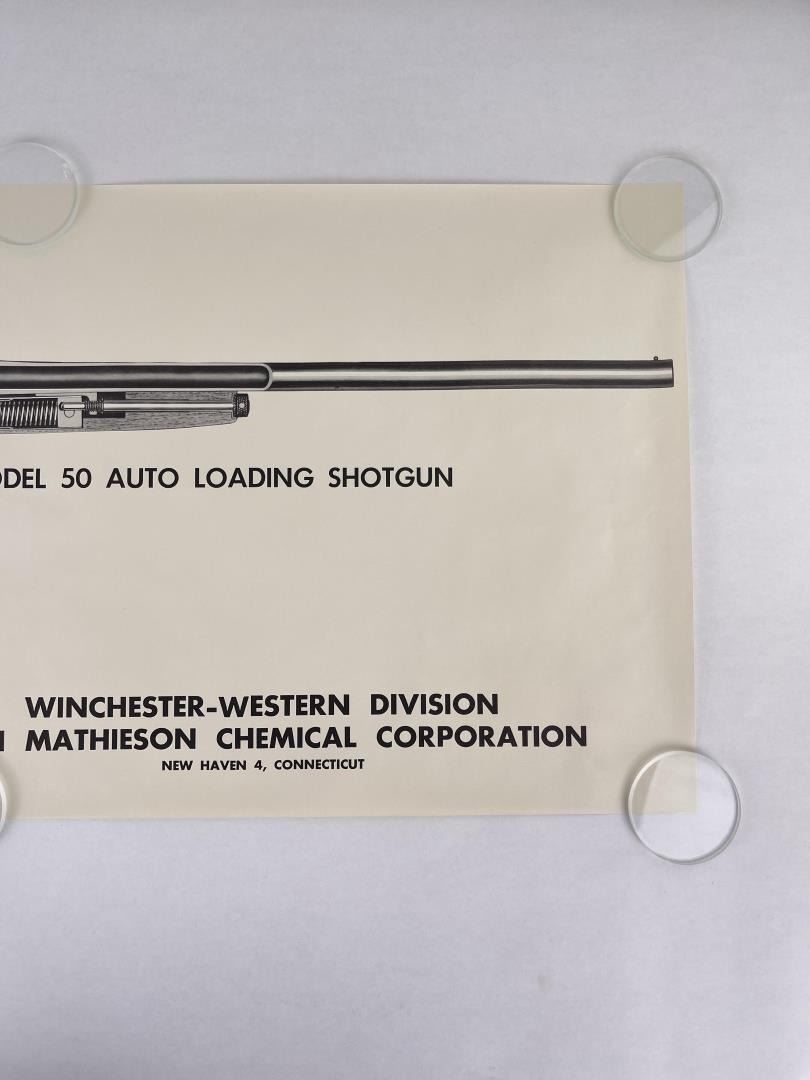 ODEL 50 AUTO LOADING SHOTGUN
WINCHESTER-WESTERN DIVISION
MATHIESON CHEMICAL CORPORATION
NEW HAVEN 4, CONNECTICUT